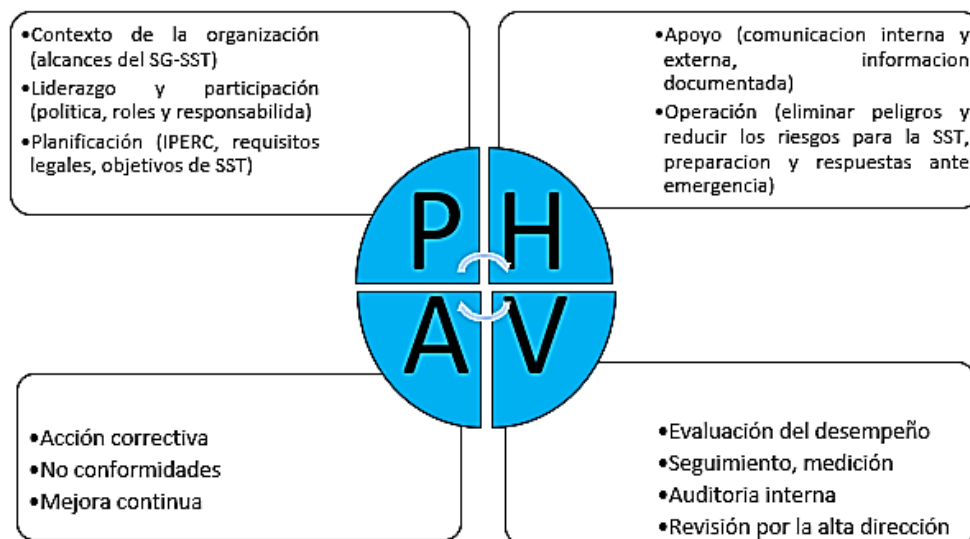 •Contexto de la organización
(alcances del SG-SST)
•Liderazgo y participación
(politica, roles y responsabilida)
•Planificación (IPERC, requisitos
legales, objetivos de SST)
•Apoyo (comunicacion interna y
externa, informacion
documentada)
•Operación (eliminar peligros y
reducir los riesgos para la SST,
preparacion y respuestas ante
emergencia)
P H
A V
•Acción correctiva
•No conformidades
•Mejora continua
•Evaluación del desempeño
•Seguimiento, medición
•Auditoria interna
•Revisión por la alta dirección